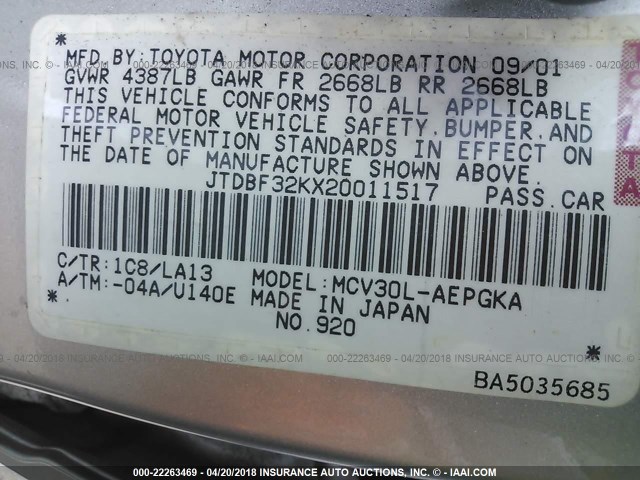 MFD BY:TOYOTA MOTOR CORPORATION 09/01
GVWR 4387LB GAWR FR 2668LB RR 2668LB
THIS VEHICLE CONFORMS TO ALL APPLICABLE
FEDERAL MOTOR VEHICLE SAFETY,BUMPER,AND
THEFT PREVENTION STANDARDS IN EFFECT ON
THE DATE OF MANUFACTURE SHOWN ABOVE.
JTDBF32KX20011517 PASS.CAR
C/TR:1C8/LA13 MODEL:MCV30L-AEPGKA
A/TM:-04A/U140E MADE IN JAPAN
NO.920
BA5035685
000-22263469 - 04/20/2018 INSURANCE AUTO AUCTIONS, INC. © - IAAI.COM